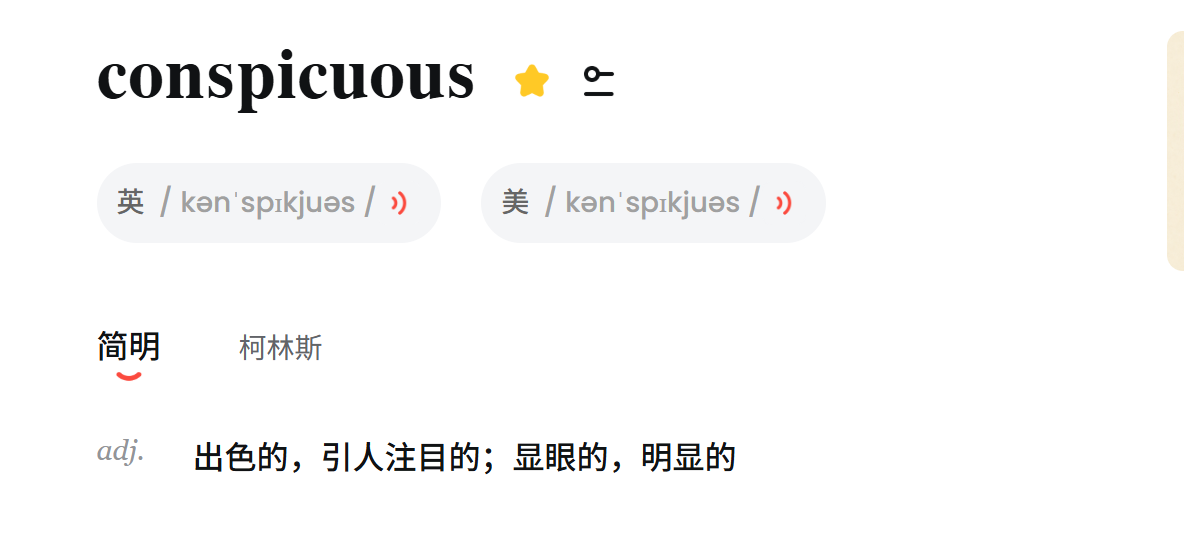 conspicuous
英 / kənˈspɪkjuəs / 美 / kənˈspɪkjuəs /
简明 柯林斯
adj. 出色的，引人注目的；显眼的，明显的